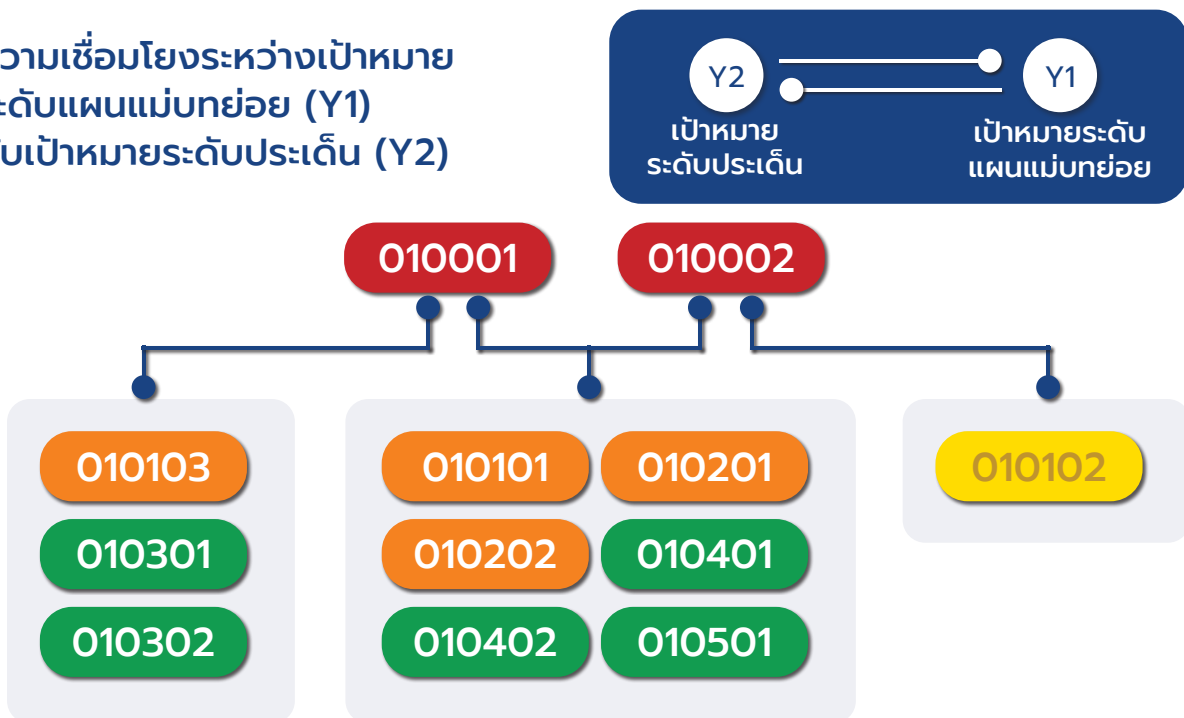 วามเชื่อมโยงระหว่างเป้าหมาย
ะดับแผนแม่บทย่อย (Y1)
ับเป้าหมายระดับประเด็น (Y2)
Y2
Y1
เป้าหมาย
ระดับประเด็น
เป้าหมายระดับ
แผนแม่บทย่อย
010001
010002
010103
010301
010302
010101
010201
010202
010401
010402
010501
010102